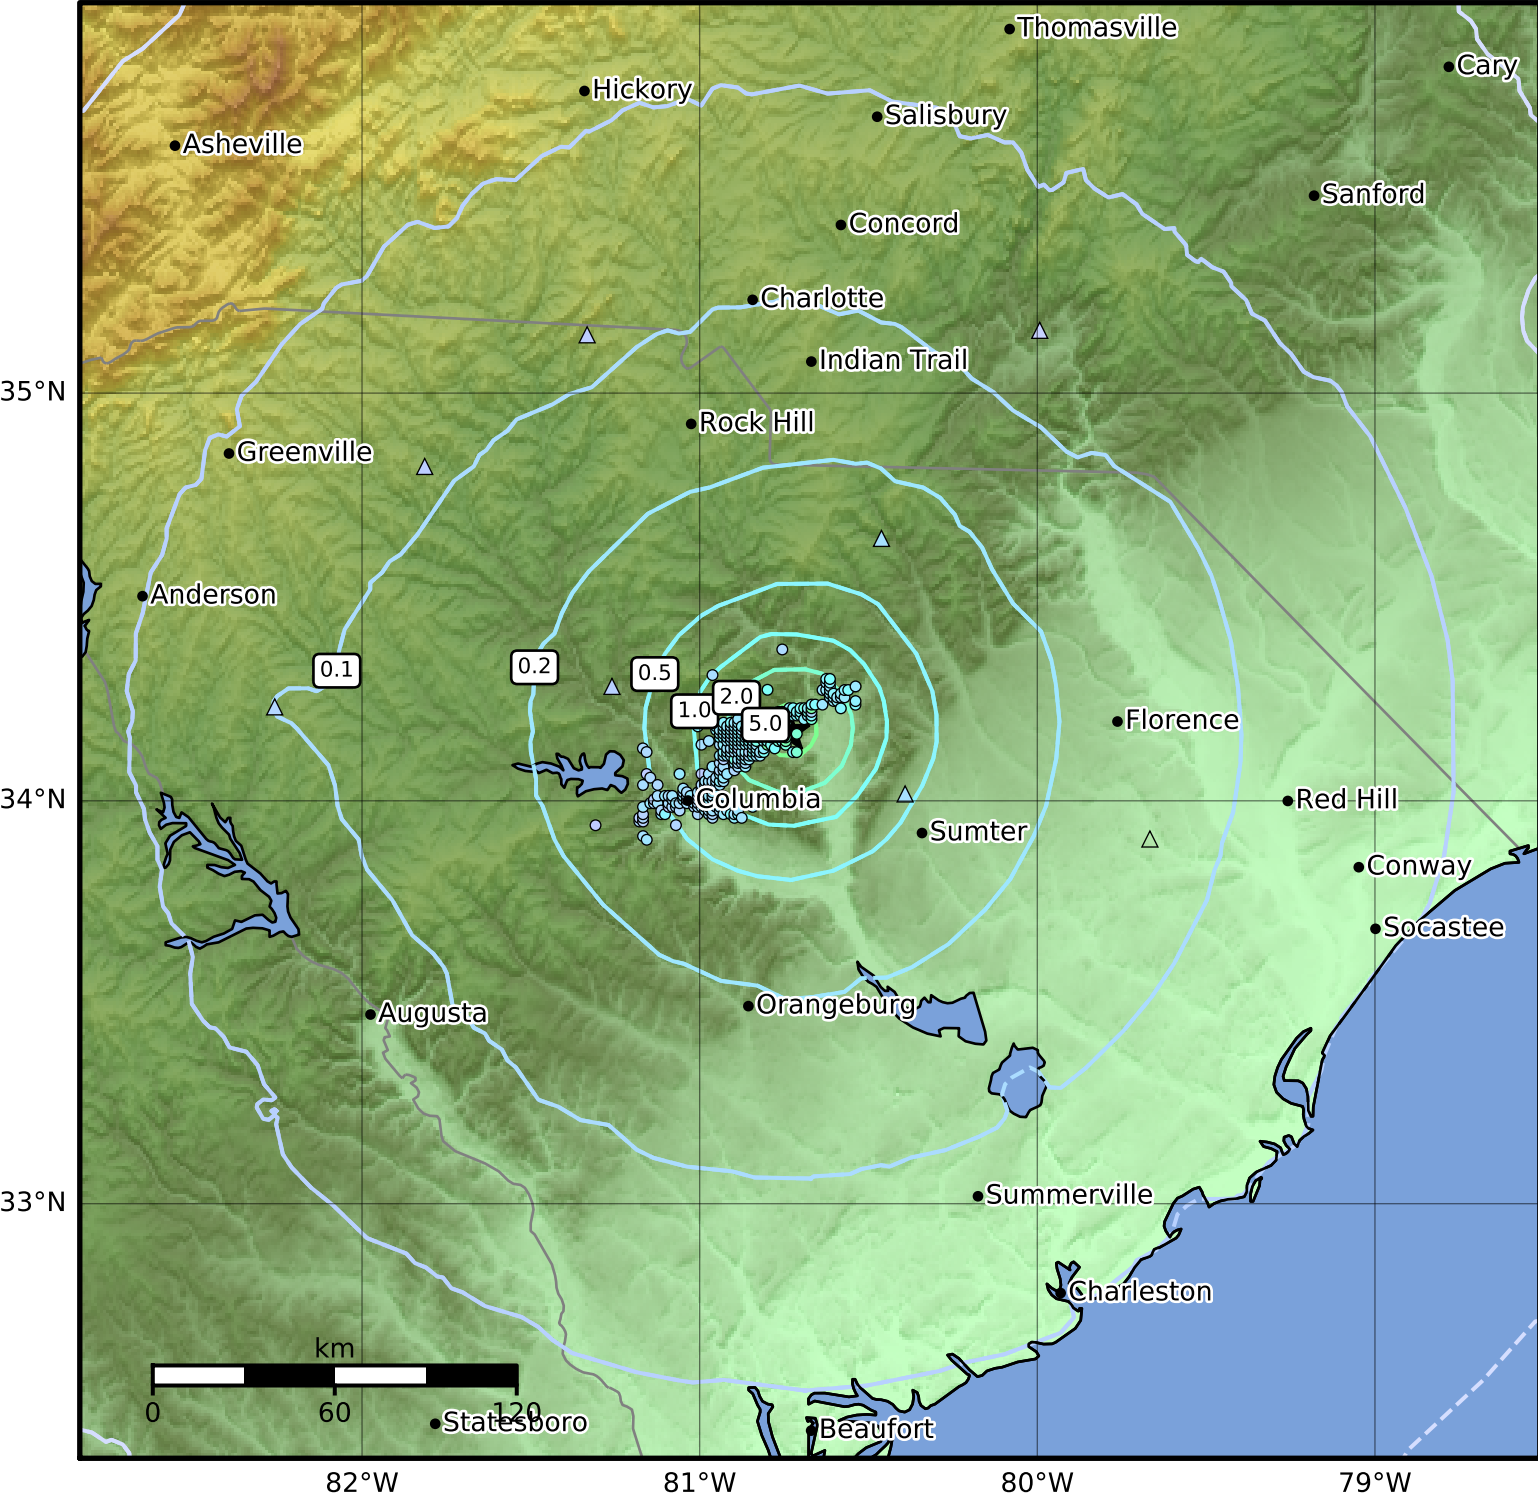 Thomasville
Cary
Hickory
Salisbury
Asheville
Sanford
Concord
Charlotte
Indian Trail
35°N
Rock Hill
Greenville
Anderson
0.1
0.2
0.5
2.0
1.0
5.0
Florence
34°N
Columbia
Red Hill
Sumter
Conway
Socastee
Orangeburg
Augusta
33°N
Summerville
Charleston
km
0
60
120
Statesboro
Beaufort
82°W
81°W
80°W
79°W